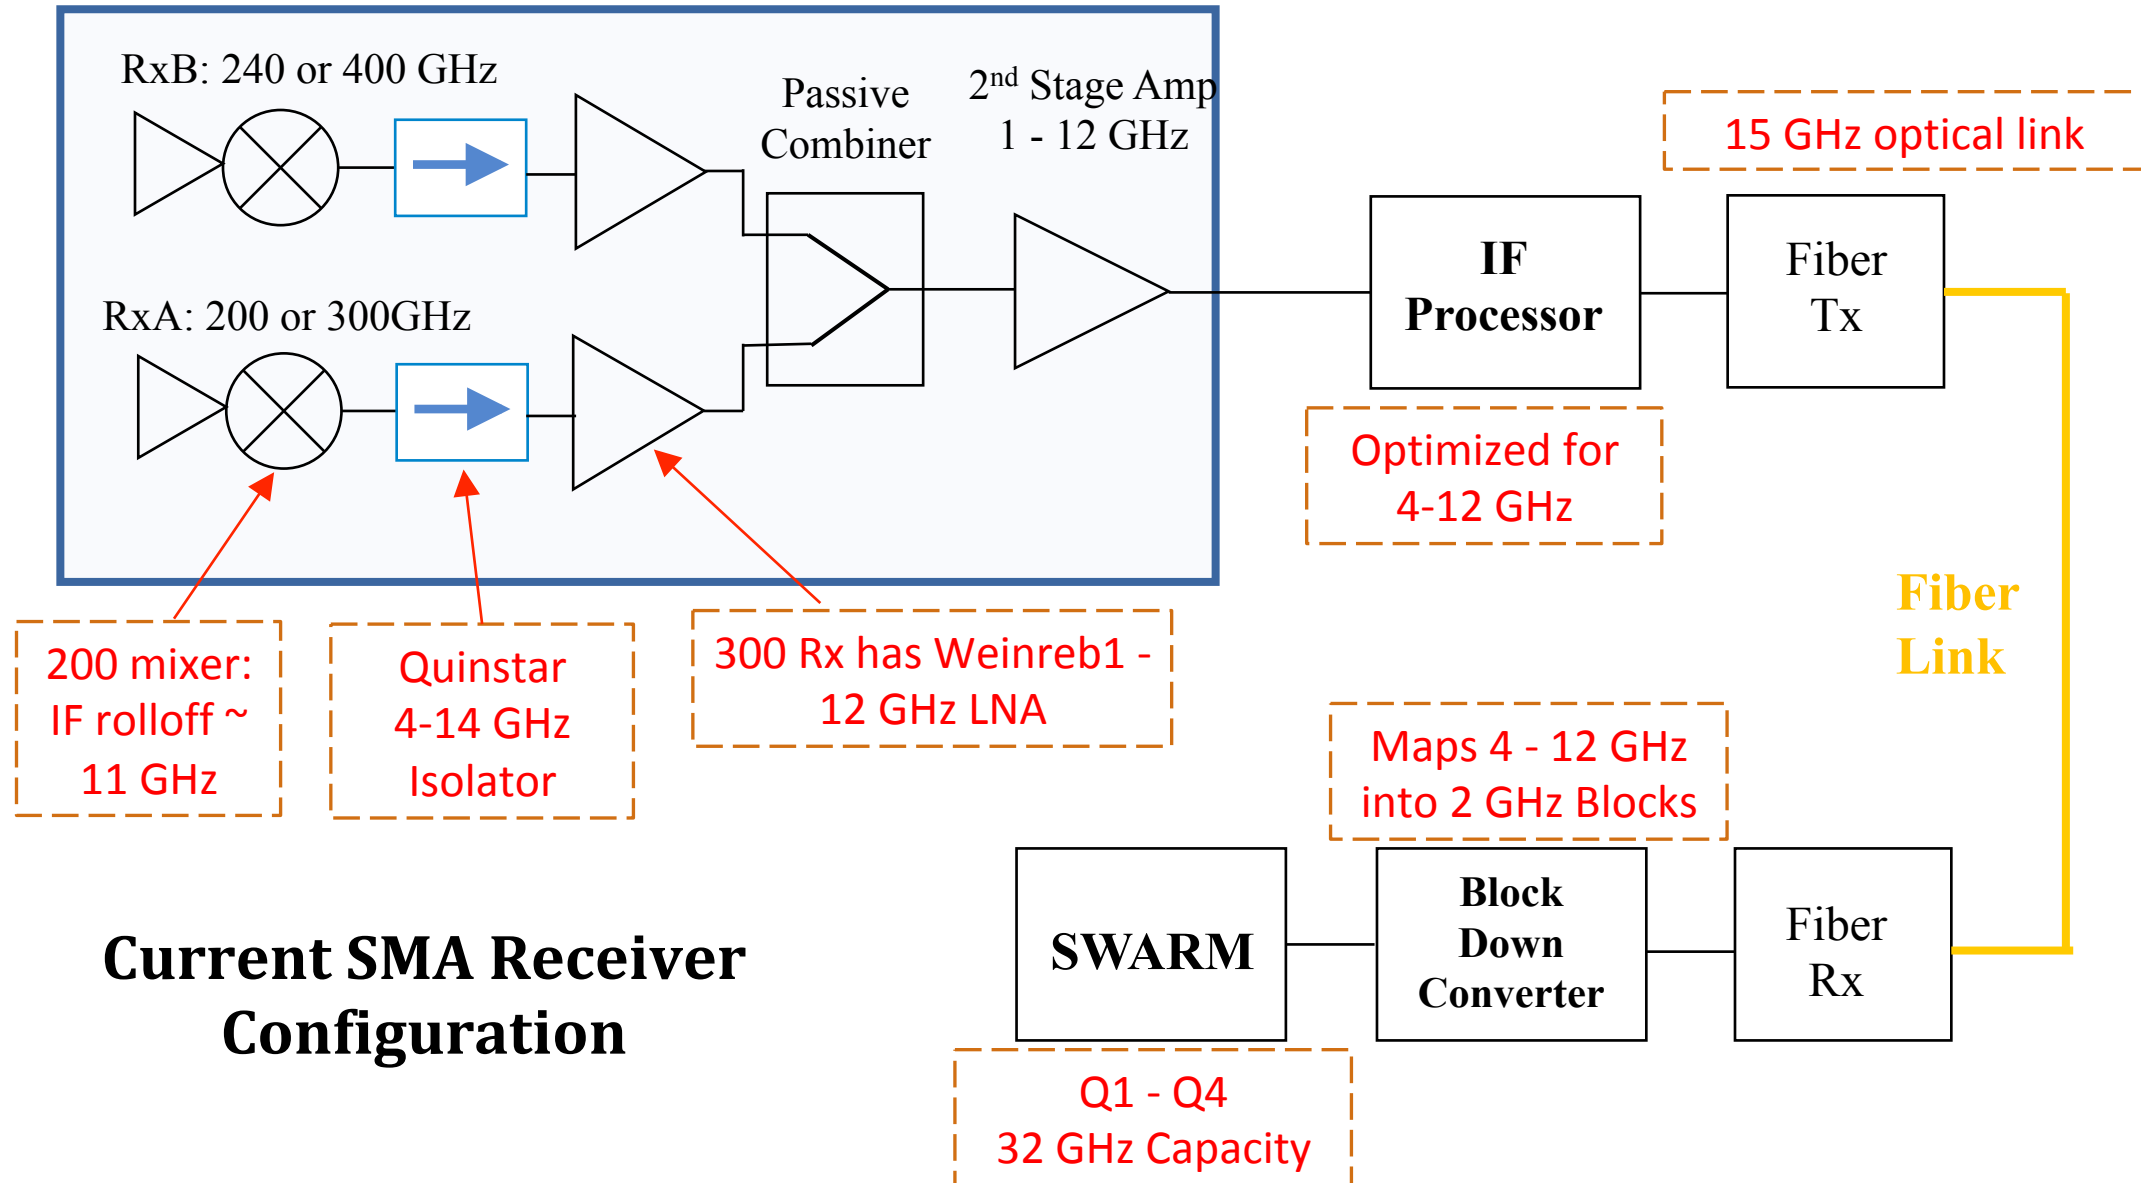 RxB: 240 or 400 GHz
Passive
Combiner
2nd Stage Amp
1 - 12 GHz
15 GHz optical link
RxA: 200 or 300GHz
IF
Processor
Fiber
Tx
Optimized for
4-12 GHz
Fiber
Link
200 mixer:
IF rolloff ~
11 GHz
Quinstar
4-14 GHz
Isolator
300 Rx has Weinreb1 -
12 GHz LNA
Maps 4 - 12 GHz
into 2 GHz Blocks
SWARM
Block
Down
Converter
Fiber
Rx
Current SMA Receiver
Configuration
Q1 - Q4
32 GHz Capacity